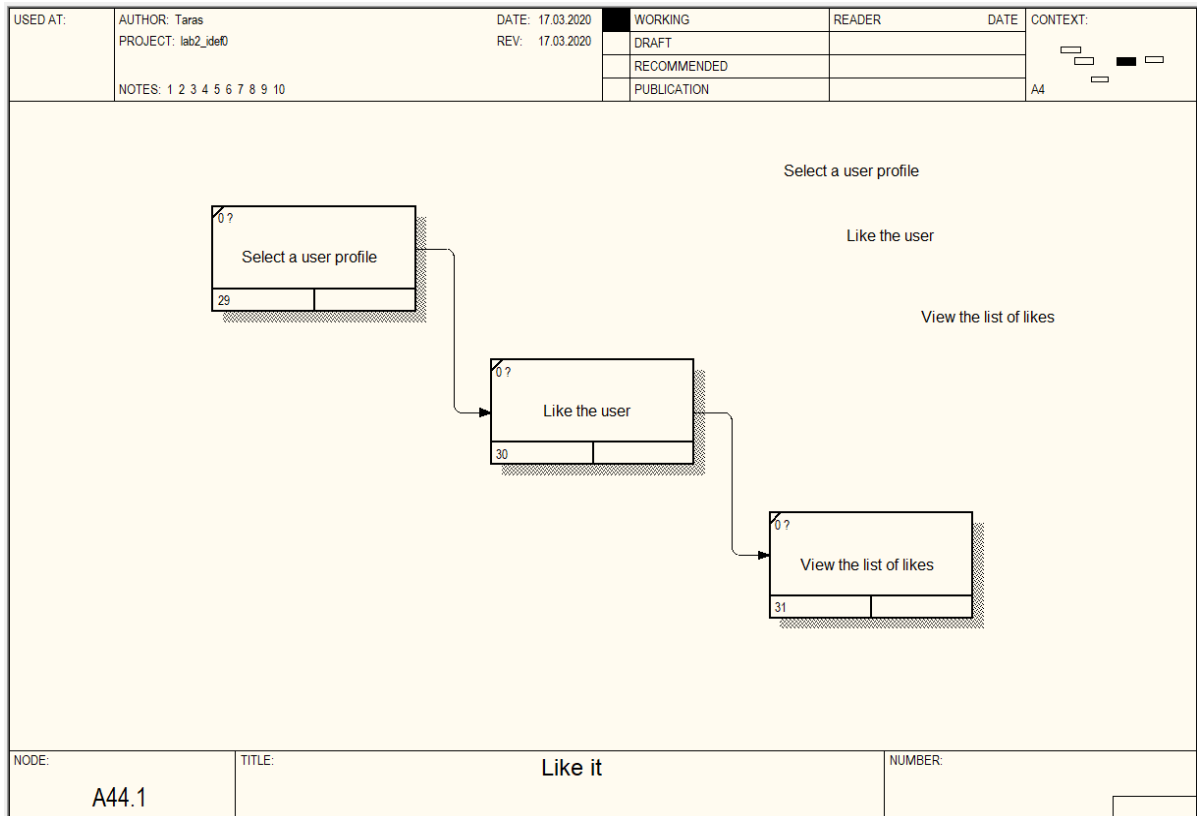 USED AT:
AUTHOR: Taras
DATE: 17.03.2020
WORKING
READER
DATE
CONTEXT:
PROJECT: lab2_idef0
REV: 17.03.2020
DRAFT
RECOMMENDED
NOTES: 1 2 3 4 5 6 7 8 9 10
PUBLICATION
A4
Select a user profile
0 ?
Select a user profile
29
Like the user
View the list of likes
0 ?
Like the user
30
0 ?
View the list of likes
31
NODE:
TITLE:
Like it
NUMBER:
A44.1